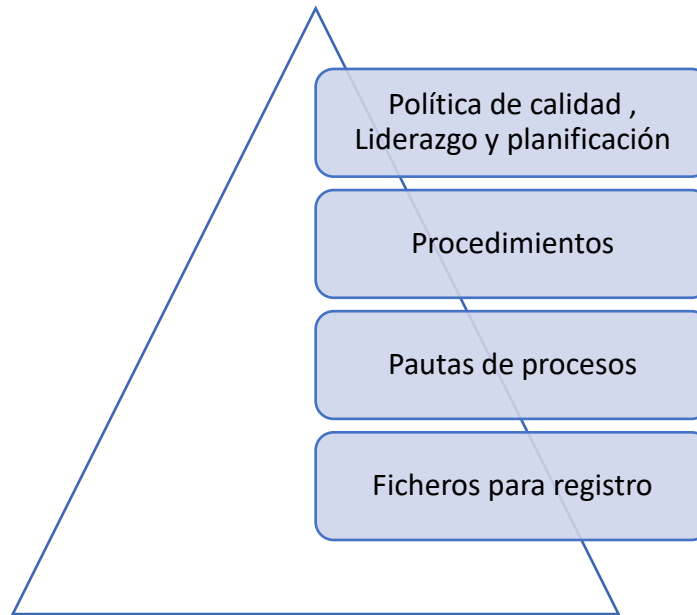 Política de calidad ,
Liderazgo y planificación
Procedimientos
Pautas de procesos
Ficheros para registro